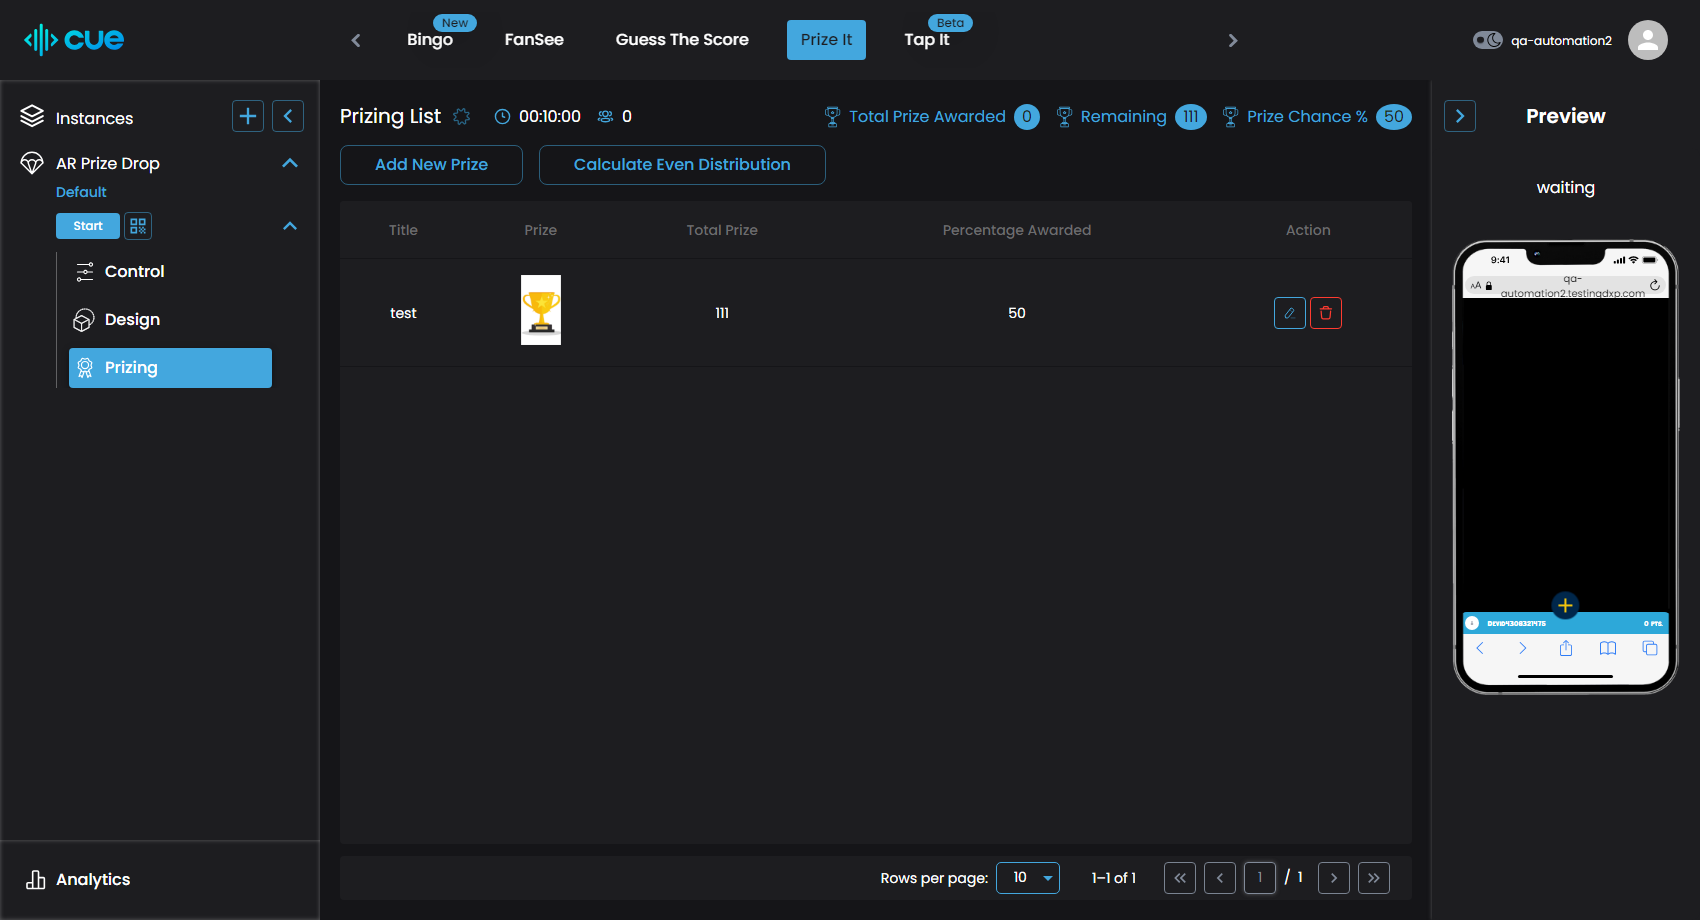 cue
New
Bingo
FanSee
Guess The Score
Prize It
Beta
Tap It
qa-automation2
Instances
AR Prize Drop
Default
Start
Control
Design
Prizing
Analytics
Prizing List
00:10:00
0
Total Prize Awarded 0
Remaining 111
Prize Chance % 50
Add New Prize
Calculate Even Distribution
Title Prize Total Prize Percentage Awarded Action
test 111 50
Rows per page: 10 1–1 of 1 1 / 1
Preview
waiting
9:41
AA
qa-
automation2.testingdxp.com
0 PTS.